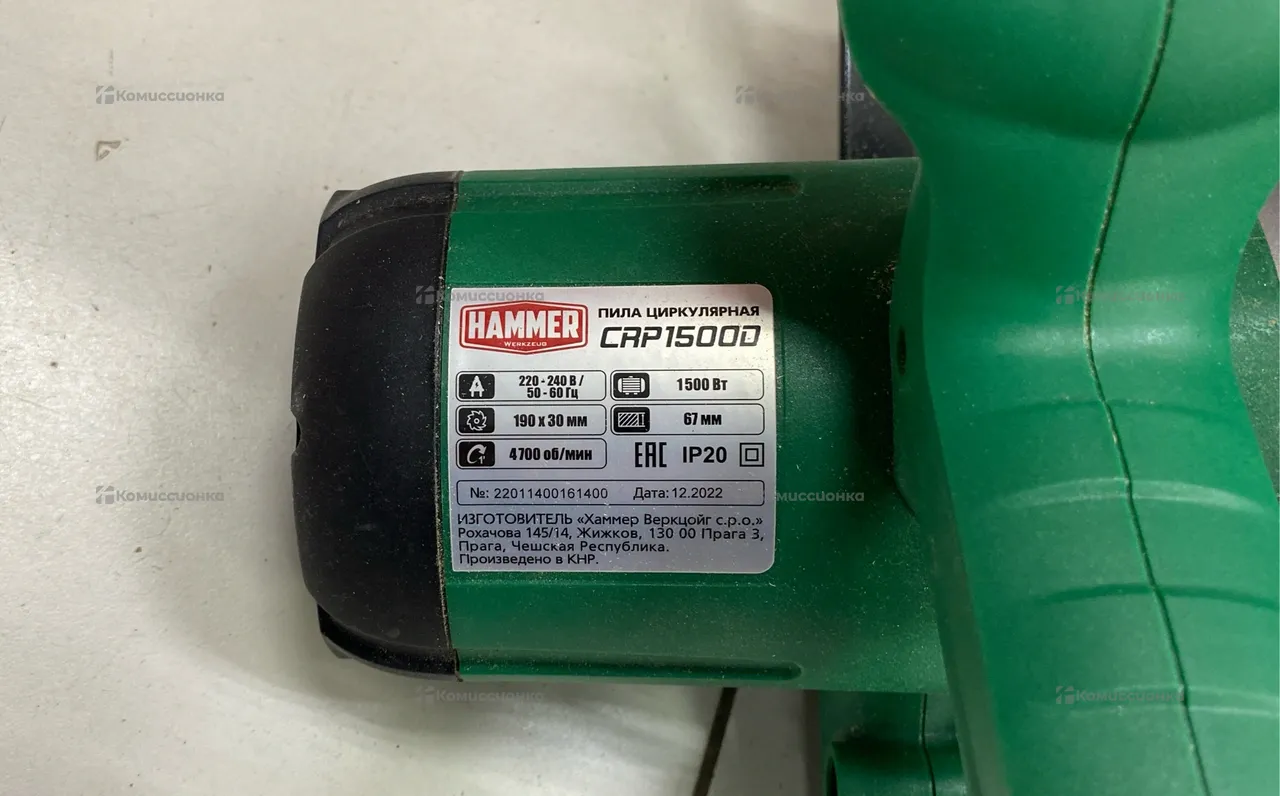 Комиссионка
Комиссионка
HAMMER
WERKZEUG
ПИЛА ЦИРКУЛЯРНАЯ
CRP1500D
220 - 240 В /
50 - 60 Гц
1500 Вт
190 x 30 мм
67 мм
4700 об/мин
EAC IP20
№: 22011400161400 Дата: 12.2022
ИЗГОТОВИТЕЛЬ «Хаммер Веркцойг с.р.о.»
Рохачова 145/14, Жижков, 130 00 Прага 3,
Прага, Чешская Республика.
Произведено в КНР.
Комиссионка
Комиссионка
Комиссионка